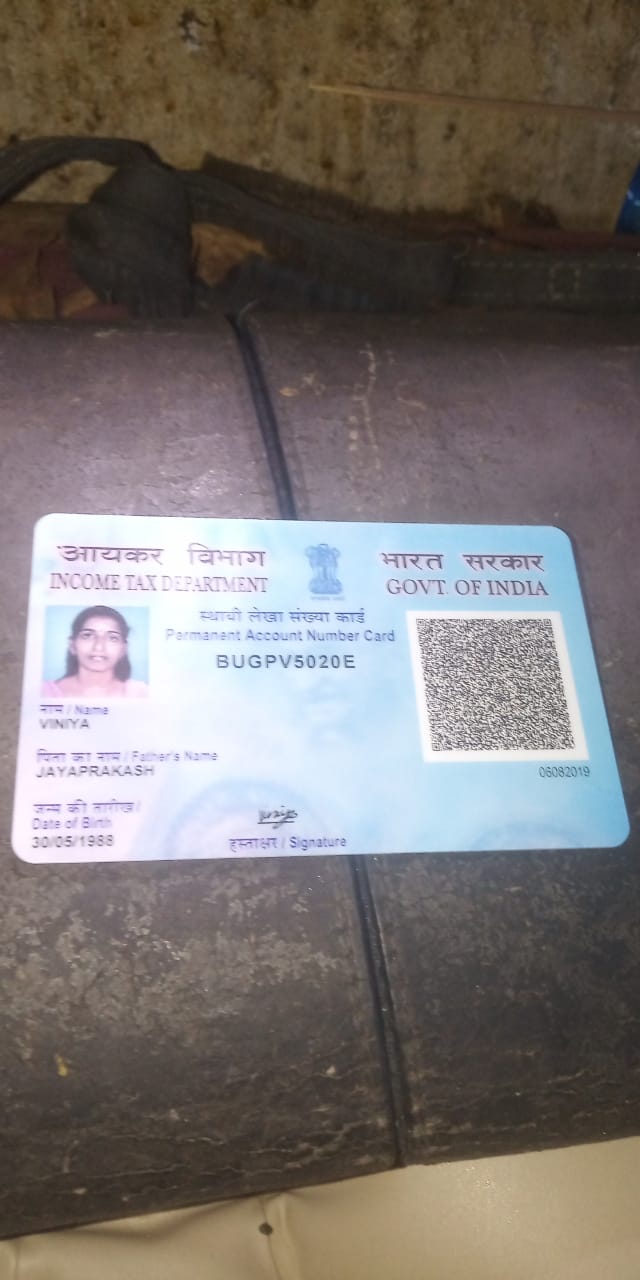 आयकर विभाग
INCOME TAX DEPARTMENT
भारत सरकार
GOVT. OF INDIA
स्थायी लेखा संख्या कार्ड
Permanent Account Number Card
BUGPV5020E
नाम / Name
VINIYA
पिता का नाम / Father's Name
JAYAPRAKASH
06082019
जन्म की तारीख /
Date of Birth
30/05/1988
हस्ताक्षर / Signature